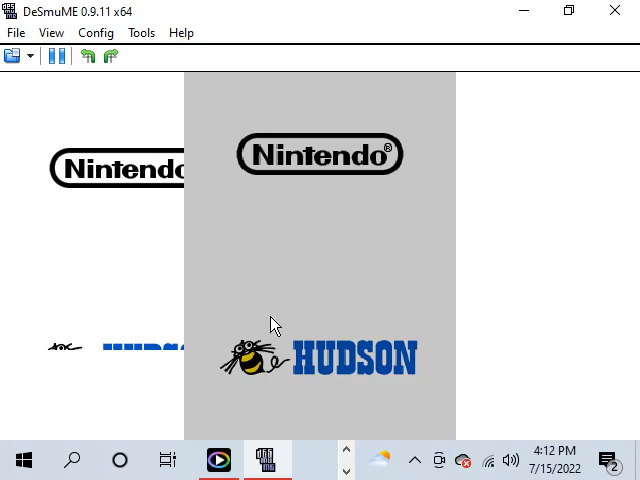 DeSmuME 0.9.11 x64
File View Config Tools Help
Nintendo
Nintendo®
HUDSON
4:12 PM
7/15/2022
2